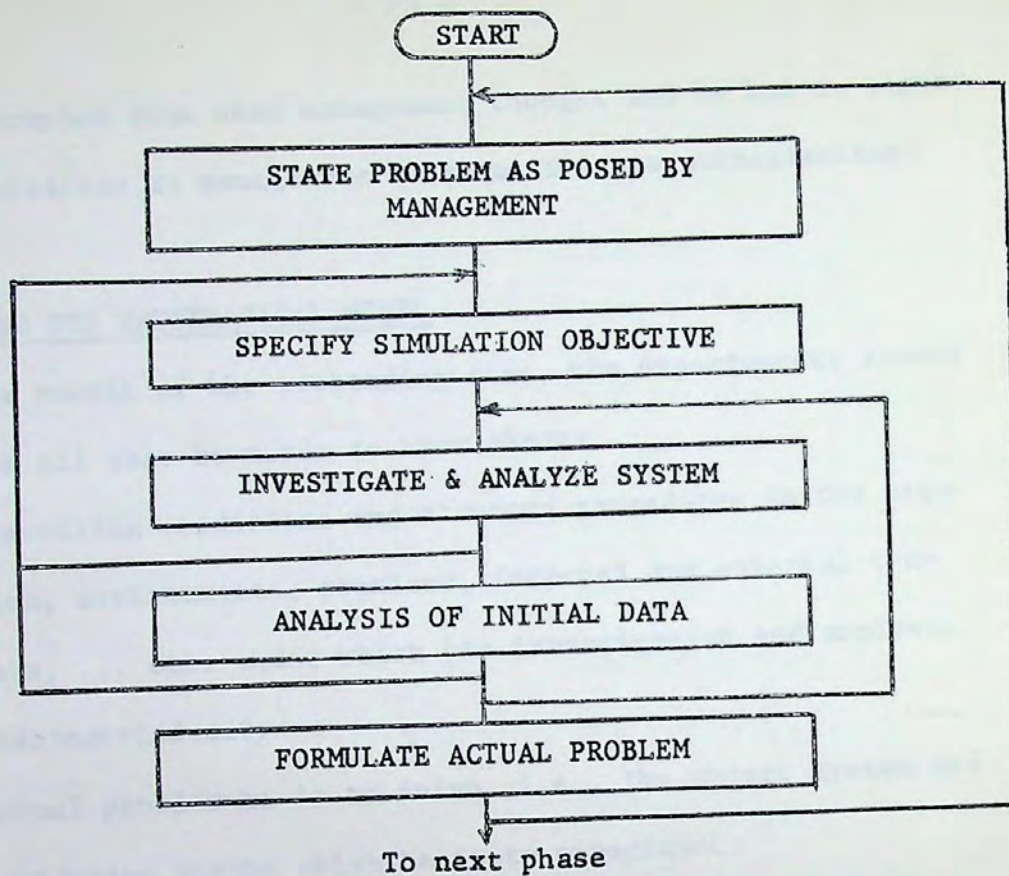 START
STATE PROBLEM AS POSED BY
MANAGEMENT
SPECIFY SIMULATION OBJECTIVE
INVESTIGATE & ANALYZE SYSTEM
ANALYSIS OF INITIAL DATA
FORMULATE ACTUAL PROBLEM
To next phase